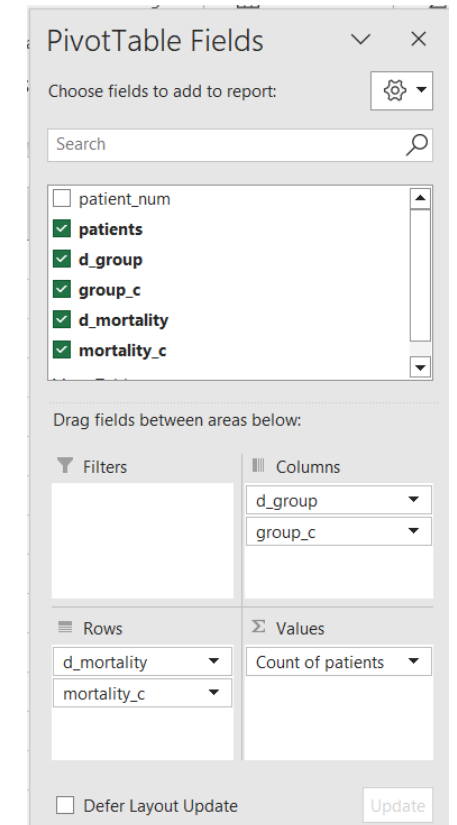 PivotTable Fields
Choose fields to add to report:
Search
patient_num
patients
d_group
group_c
d_mortality
mortality_c
Drag fields between areas below:
Filters
Columns
d_group
group_c
Rows
Σ Values
d_mortality
Count of patients
mortality_c
Defer Layout Update
Update